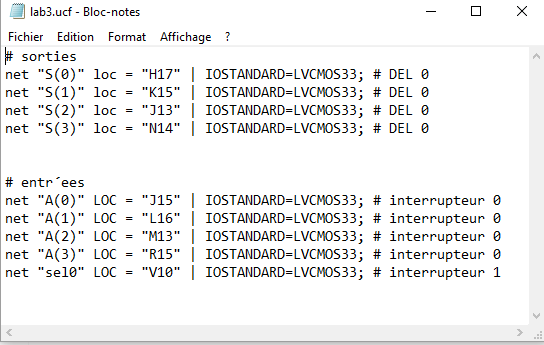 lab3.ucf - Bloc-notes
Fichier Edition Format Affichage ?
# sorties
net "S(0)" loc = "H17" | IOSTANDARD=LVCMOS33; # DEL 0
net "S(1)" loc = "K15" | IOSTANDARD=LVCMOS33; # DEL 0
net "S(2)" loc = "J13" | IOSTANDARD=LVCMOS33; # DEL 0
net "S(3)" loc = "N14" | IOSTANDARD=LVCMOS33; # DEL 0
# entr´ees
net "A(0)" LOC = "J15" | IOSTANDARD=LVCMOS33; # interrupteur 0
net "A(1)" LOC = "L16" | IOSTANDARD=LVCMOS33; # interrupteur 0
net "A(2)" LOC = "M13" | IOSTANDARD=LVCMOS33; # interrupteur 0
net "A(3)" LOC = "R15" | IOSTANDARD=LVCMOS33; # interrupteur 0
net "sel0" LOC = "V10" | IOSTANDARD=LVCMOS33; # interrupteur 1